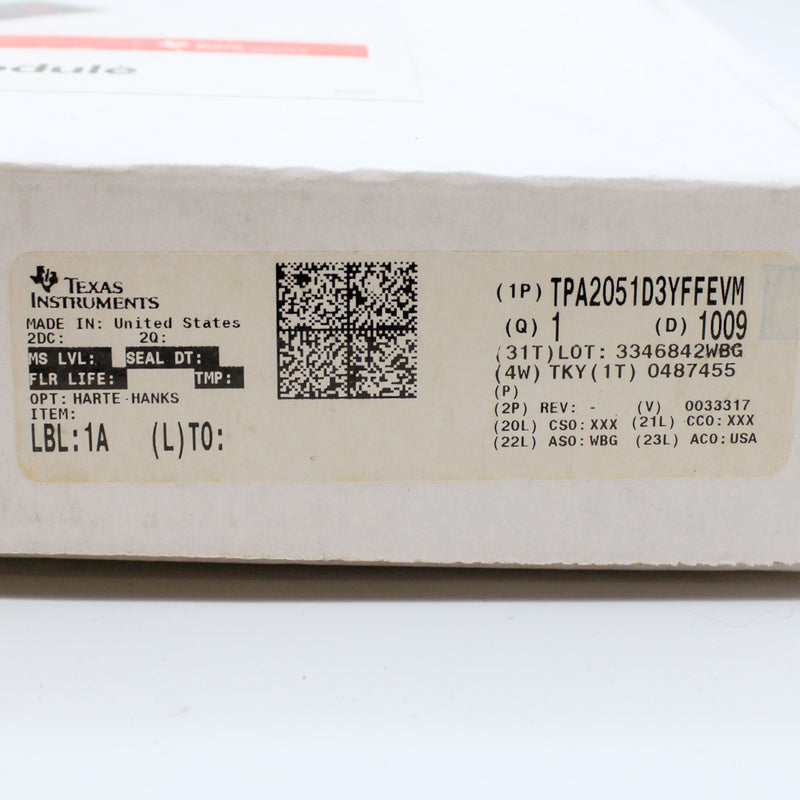 dule
TEXAS
INSTRUMENTS
MADE IN: United States
2DC: 2Q:
MS LVL: SEAL DT:
FLR LIFE: TMP:
OPT: HARTE-HANKS
ITEM:
LBL:1A (L)TO:
(1P) TPA2051D3YFFEVM
(Q) 1 (D) 1009
(31T)LOT: 3346842WBG
(4W) TKY(1T) 0487455
(P)
(2P) REV: - (V) 0033317
(20L) CSO:XXX (21L) CCO:XXX
(22L) ASO:WBG (23L) ACO:USA